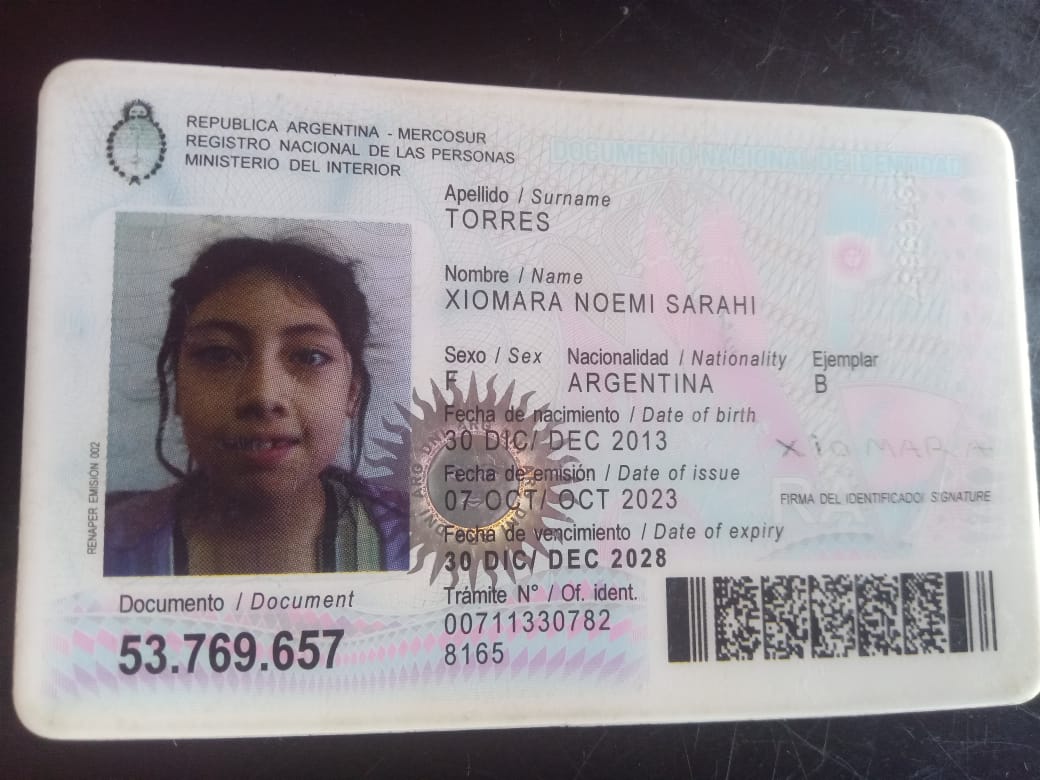 REPUBLICA ARGENTINA - MERCOSUR
REGISTRO NACIONAL DE LAS PERSONAS
MINISTERIO DEL INTERIOR
DOCUMENTO NACIONAL DE IDENTIDAD
Apellido / Surname
TORRES
Nombre / Name
XIOMARA NOEMI SARAHI
Sexo / Sex Nacionalidad / Nationality Ejemplar
F ARGENTINA B
Fecha de nacimiento / Date of birth
30 DIC/ DEC 2013
Fecha de emisión / Date of issue
07 OCT/ OCT 2023
XioMARA
FIRMA DEL IDENTIFICADO/ SIGNATURE
Fecha de vencimiento / Date of expiry
30 DIC/ DEC 2028
RENAPER EMISIÓN 002
Documento / Document
53.769.657
Trámite N° / Of. ident.
00711330782
8165